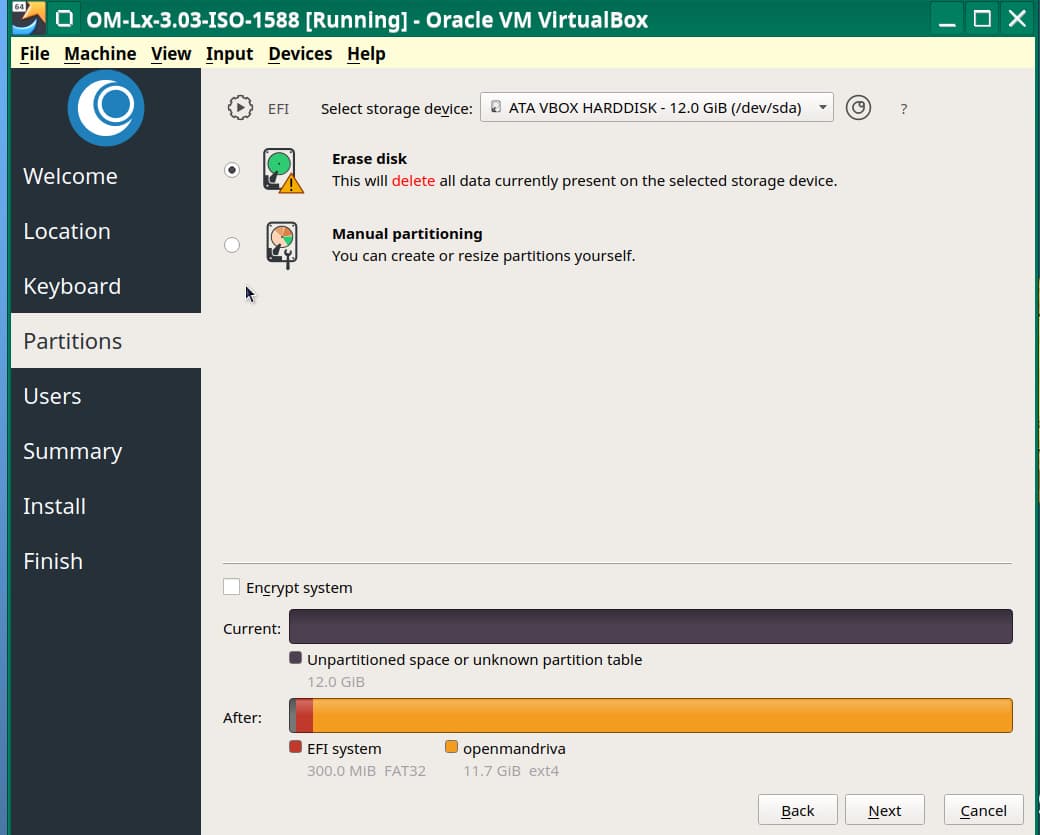 64
OM-Lx-3.03-ISO-1588 [Running] - Oracle VM VirtualBox
File Machine View Input Devices Help
EFI Select storage device: ATA VBOX HARDDISK - 12.0 GiB (/dev/sda) ?
Welcome
Location
Keyboard
Partitions
Users
Summary
Install
Finish
Erase disk
This will delete all data currently present on the selected storage device.
Manual partitioning
You can create or resize partitions yourself.
Encrypt system
Current:
Unpartitioned space or unknown partition table
12.0 GiB
After:
EFI system openmandriva
300.0 MiB FAT32 11.7 GiB ext4
Back Next Cancel